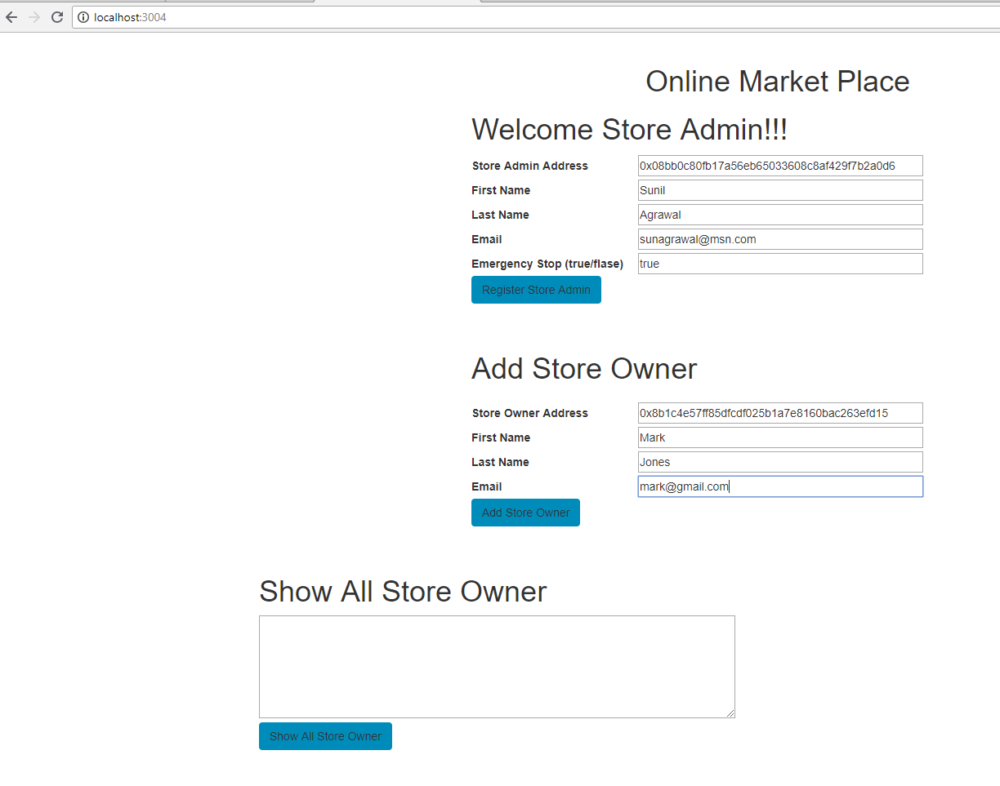 localhost:3004
Online Market Place
Welcome Store Admin!!!
Store Admin Address 0x08bb0c80fb17a56eb65033608c8af429f7b2a0d6
First Name Sunil
Last Name Agrawal
Email sunagrawal@msn.com
Emergency Stop (true/flase) true
Register Store Admin
Add Store Owner
Store Owner Address 0x8b1c4e57ff85dfcdf025b1a7e8160bac263efd15
First Name Mark
Last Name Jones
Email mark@gmail.com
Add Store Owner
Show All Store Owner
Show All Store Owner